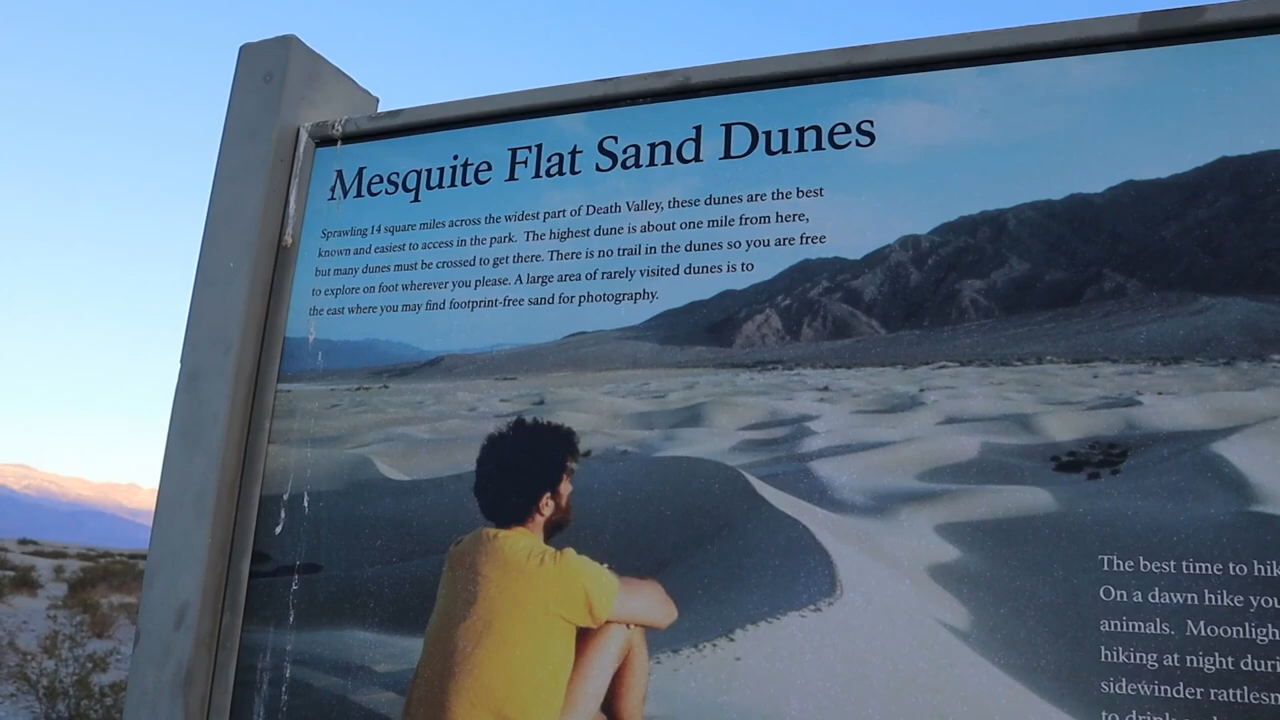 Mesquite Flat Sand Dunes
Sprawling 14 square miles across the widest part of Death Valley, these dunes are the best
known and easiest to access in the park. The highest dune is about one mile from here,
but many dunes must be crossed to get there. There is no trail in the dunes so you are free
to explore on foot wherever you please. A large area of rarely visited dunes is to
the east where you may find footprint-free sand for photography.
The best time to hik
On a dawn hike you
animals. Moonligh
hiking at night duri
sidewinder rattlesn
to drink